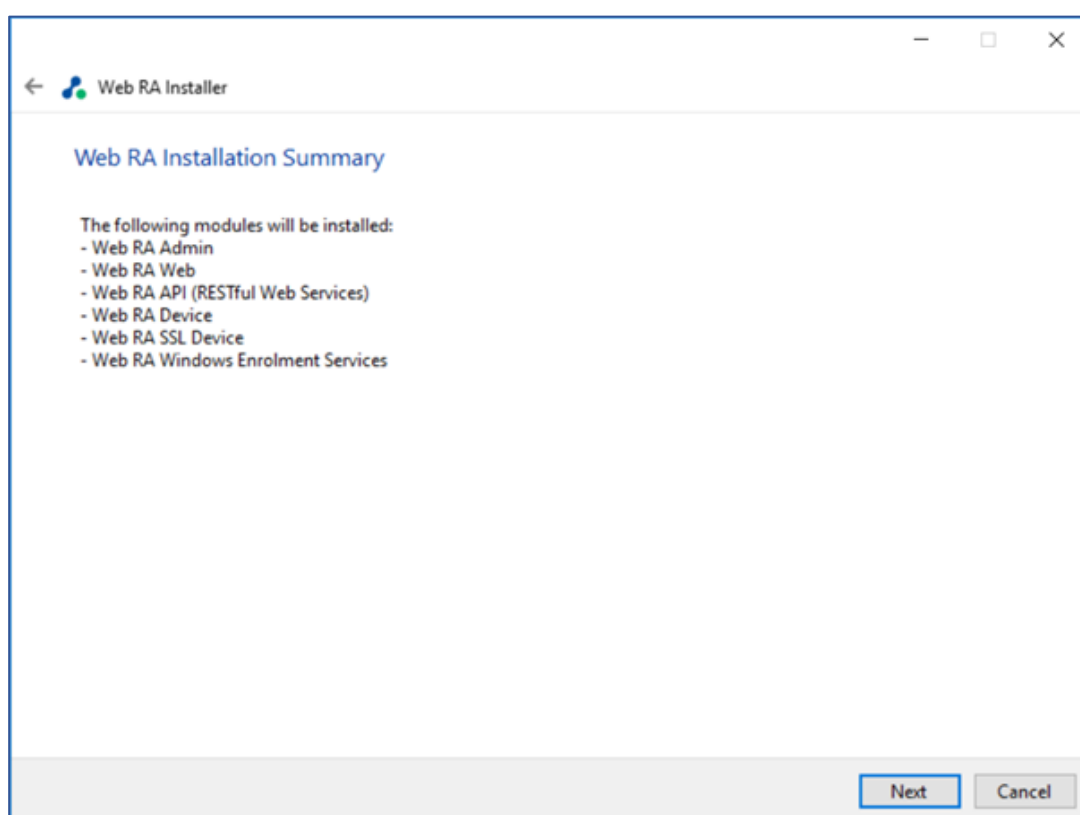 Web RA Installer
Web RA Installation Summary
The following modules will be installed:
- Web RA Admin
- Web RA Web
- Web RA API (RESTful Web Services)
- Web RA Device
- Web RA SSL Device
- Web RA Windows Enrolment Services
Next Cancel